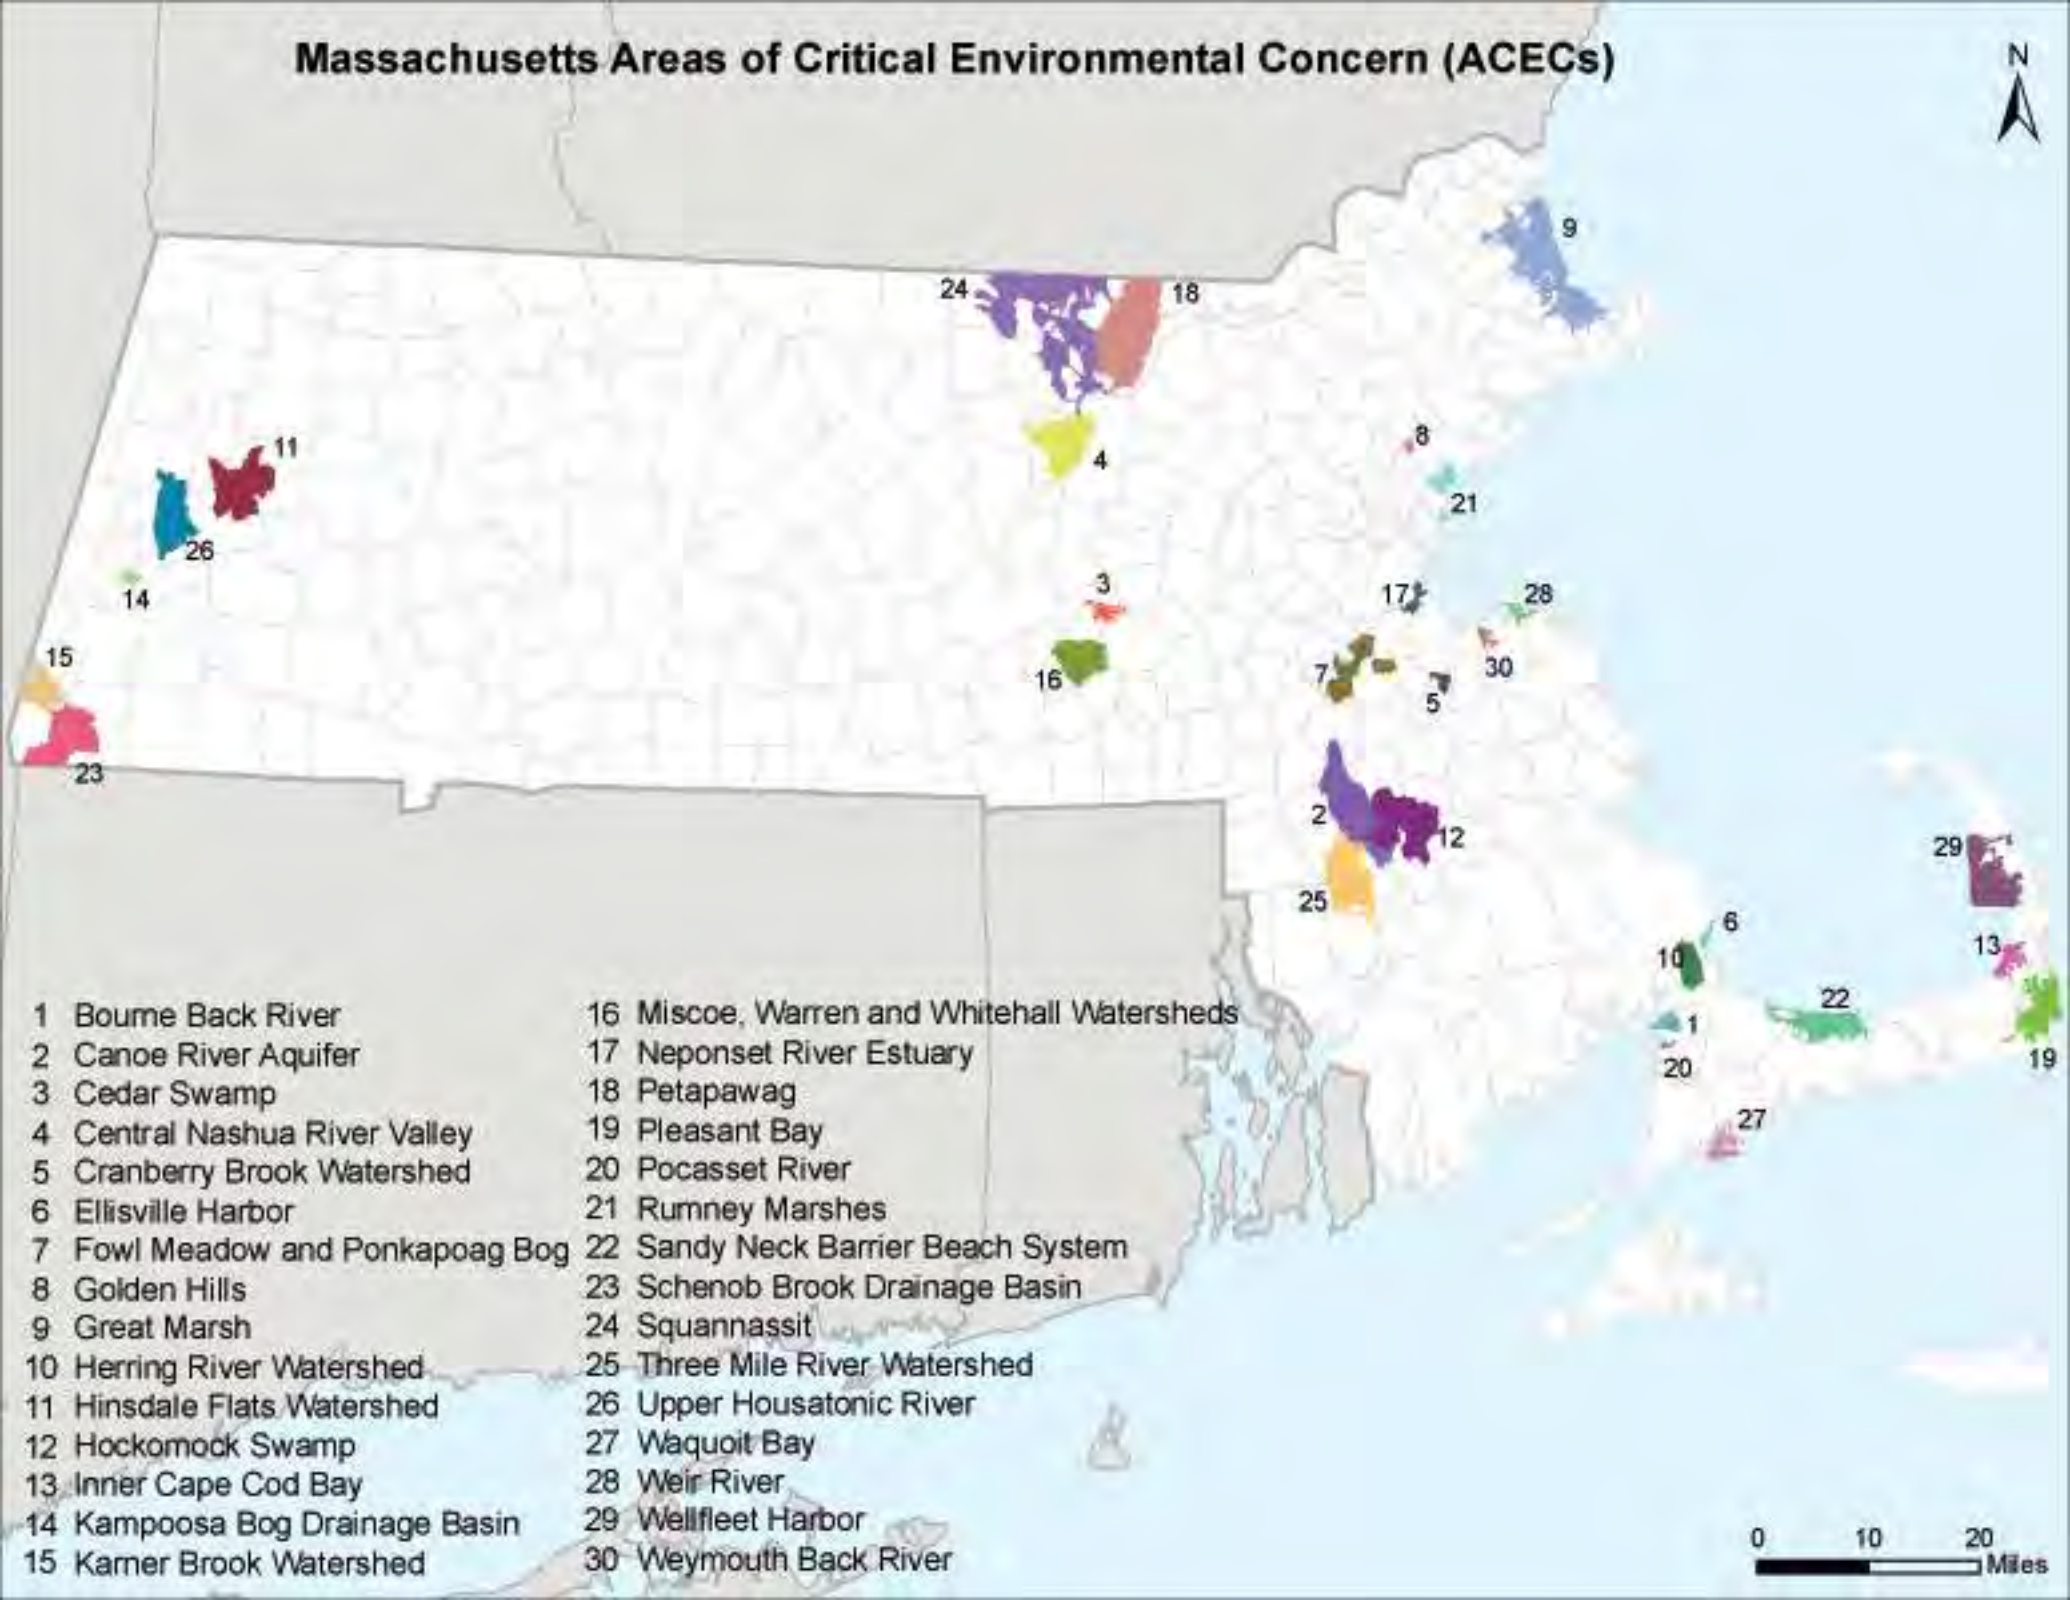 Massachusetts Areas of Critical Environmental Concern (ACECs)
N
9
24
18
11
8
4
21
26
3
14
17
28
15
7
30
16
5
23
2
12
29
25
6
13
10
22
1
19
20
27
1 Bourne Back River
2 Canoe River Aquifer
3 Cedar Swamp
4 Central Nashua River Valley
5 Cranberry Brook Watershed
6 Ellisville Harbor
7 Fowl Meadow and Ponkapoag Bog
8 Golden Hills
9 Great Marsh
10 Herring River Watershed
11 Hinsdale Flats Watershed
12 Hockomock Swamp
13 Inner Cape Cod Bay
14 Kampoosa Bog Drainage Basin
15 Karner Brook Watershed
16 Miscoe, Warren and Whitehall Watersheds
17 Neponset River Estuary
18 Petapawag
19 Pleasant Bay
20 Pocasset River
21 Rumney Marshes
22 Sandy Neck Barrier Beach System
23 Schenob Brook Drainage Basin
24 Squannassit
25 Three Mile River Watershed
26 Upper Housatonic River
27 Waquoit Bay
28 Weir River
29 Wellfleet Harbor
30 Weymouth Back River
0 10 20
Miles